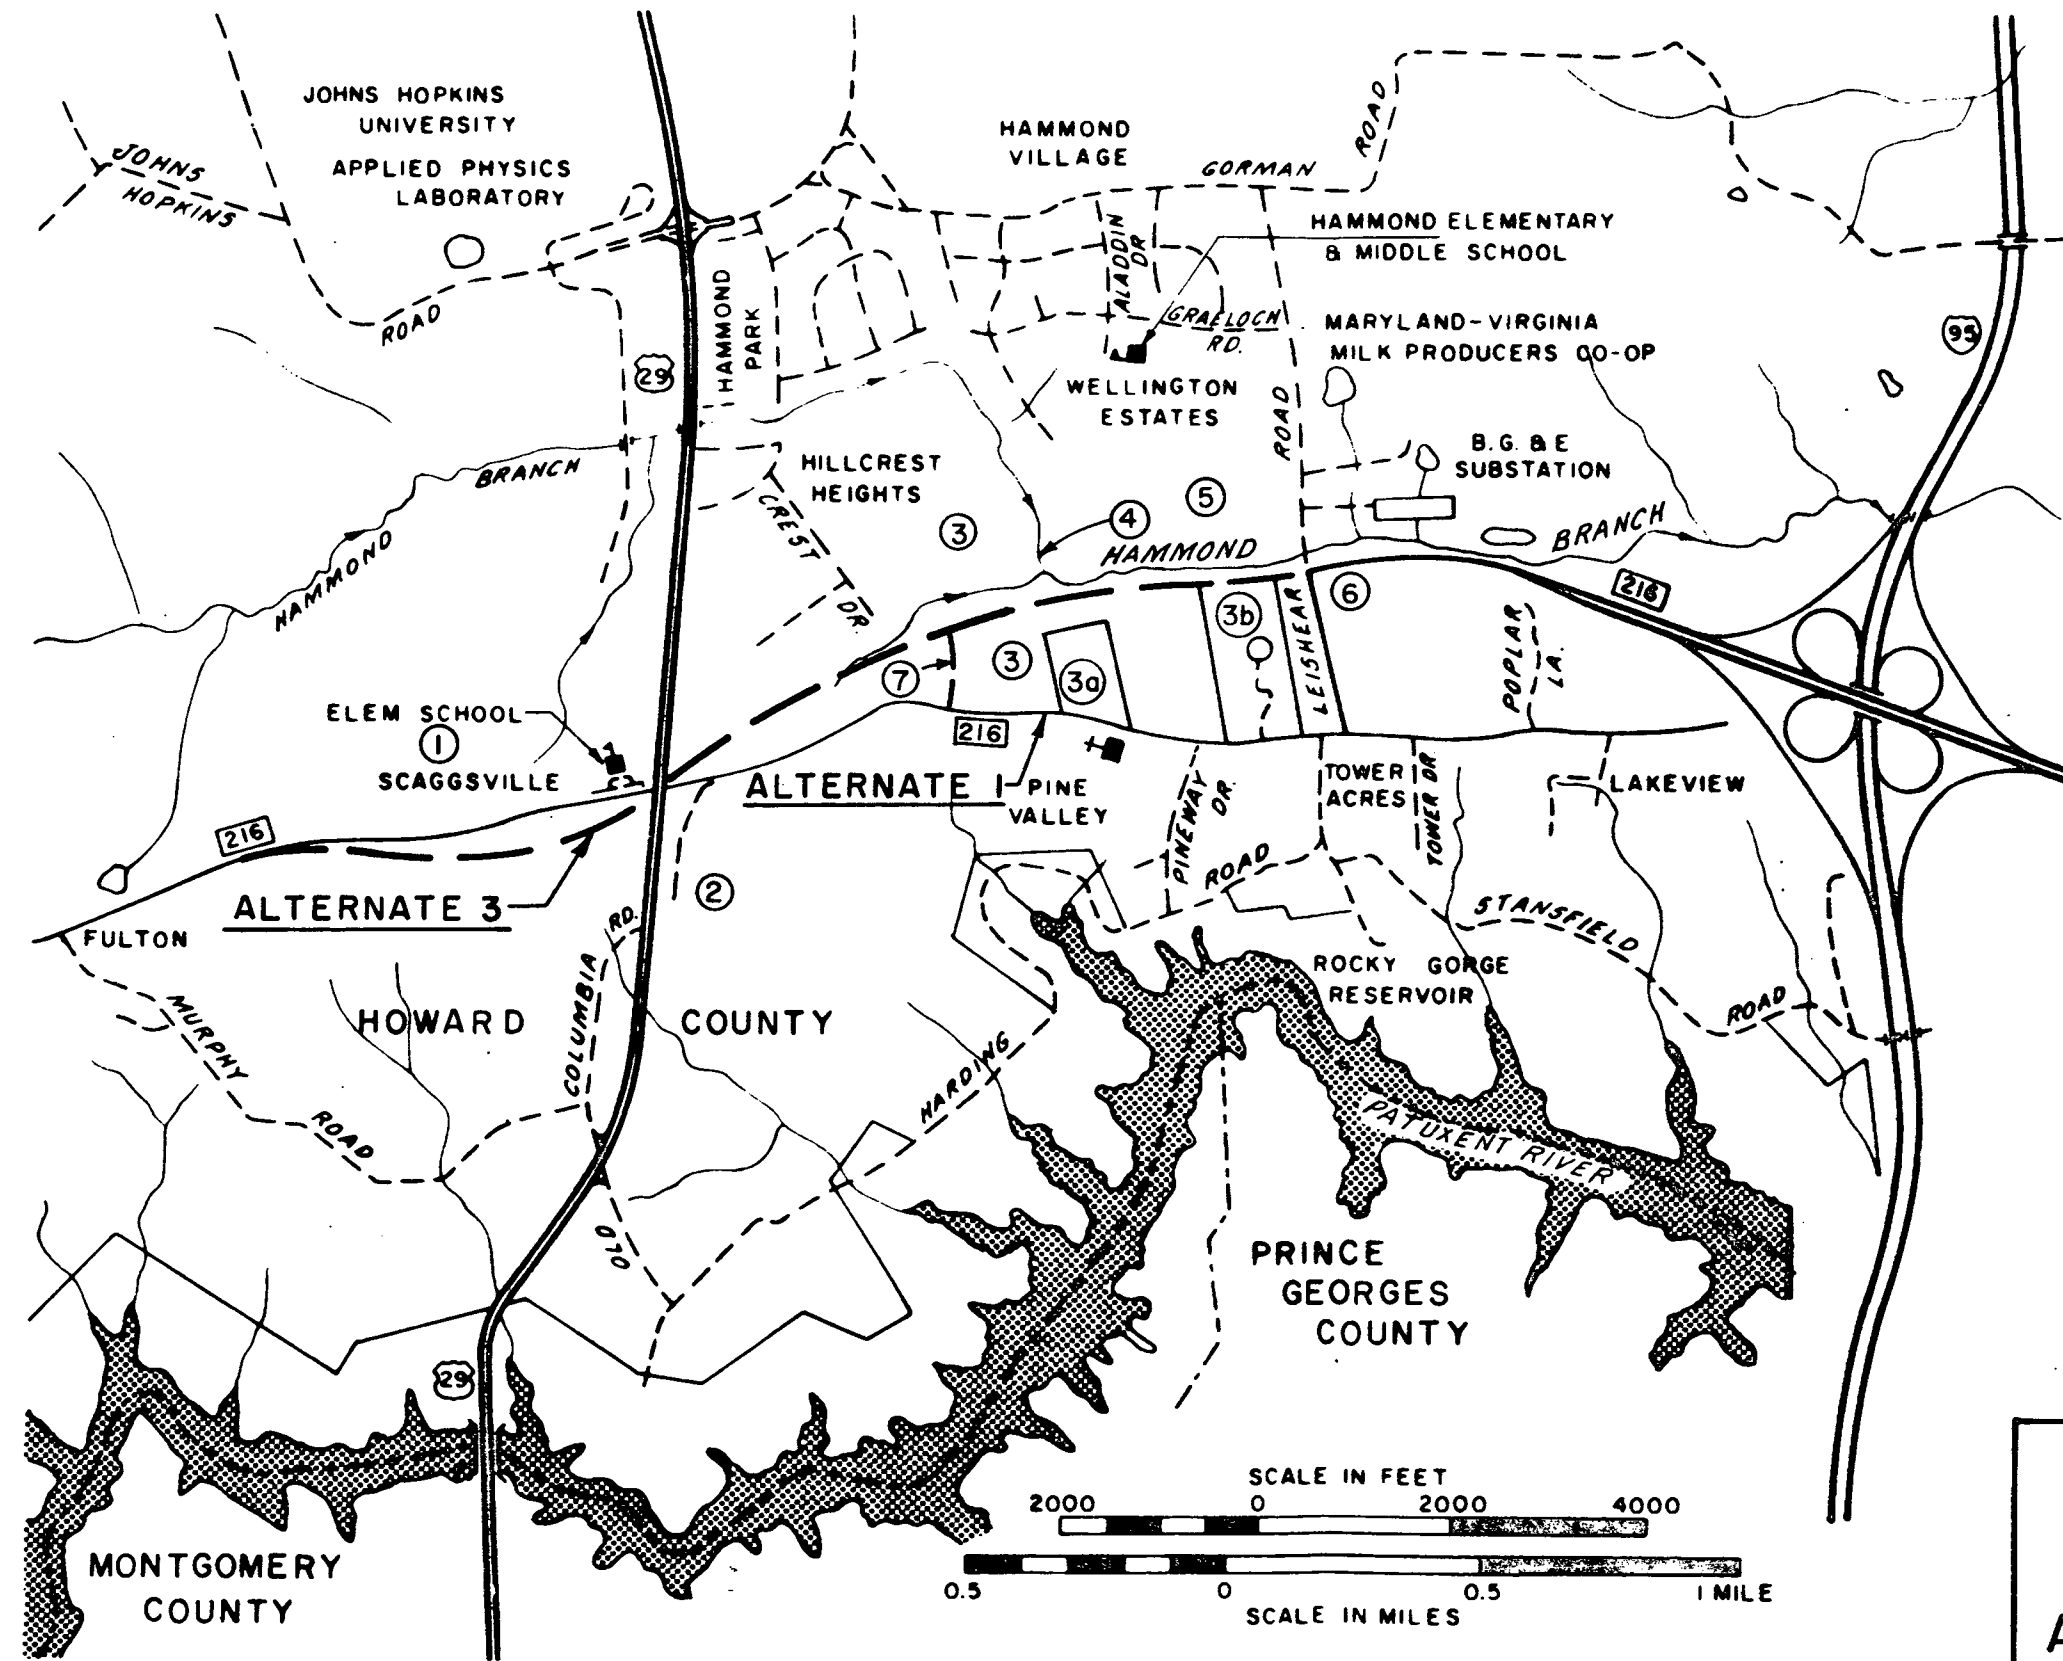 JOHNS HOPKINS
UNIVERSITY
APPLIED PHYSICS
LABORATORY
JOHNS
HOPKINS
ROAD
HAMMOND
VILLAGE
GORMAN
ROAD
HAMMOND ELEMENTARY
& MIDDLE SCHOOL
ALADDIN
DR
GRAELOCH
RD.
MARYLAND-VIRGINIA
MILK PRODUCERS CO-OP
95
29
HAMMOND
PARK
WELLINGTON
ESTATES
ROAD
B.G. & E
SUBSTATION
BRANCH
HILLCREST
HEIGHTS
CREST
DR.
3
4
5
HAMMOND
BRANCH
HAMMOND
216
6
3b
LEISHEAR
POPLAR
LA.
7
3
3a
ELEM SCHOOL
1
SCAGGSVILLE
216
ALTERNATE 1
PINE
VALLEY
PINEWAY
DR.
TOWER
ACRES
TOWER DR.
LAKEVIEW
216
ALTERNATE 3
2
ROAD
STANSFIELD
ROAD
FULTON
RD.
COLUMBIA
ROCKY GORGE
RESERVOIR
MURPHY
ROAD
HOWARD COUNTY
HARDING
PATUXENT RIVER
OLD
PRINCE
GEORGES
COUNTY
29
MONTGOMERY
COUNTY
SCALE IN FEET
2000 0 2000 4000
0.5 0 0.5 1 MILE
SCALE IN MILES
A